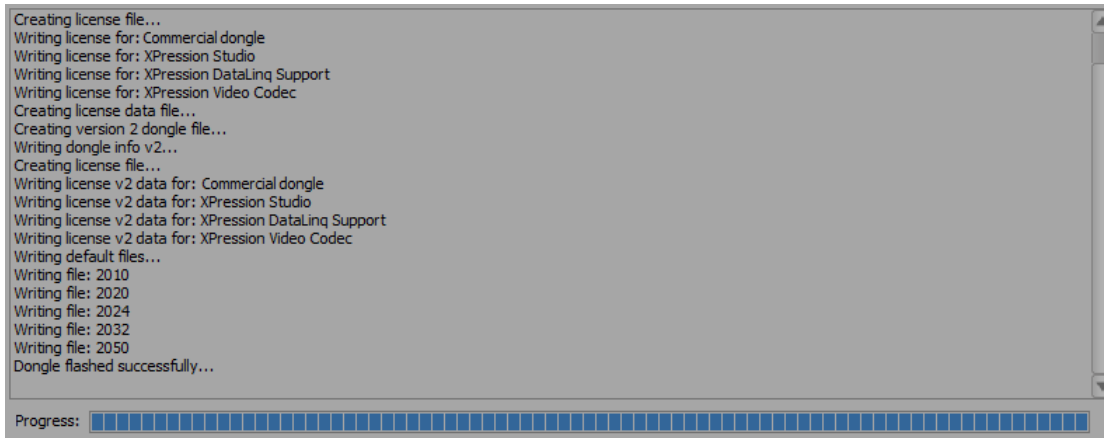 Creating license file...
Writing license for: Commercial dongle
Writing license for: XPression Studio
Writing license for: XPression DataLinq Support
Writing license for: XPression Video Codec
Creating license data file...
Creating version 2 dongle file...
Writing dongle info v2...
Creating license file...
Writing license v2 data for: Commercial dongle
Writing license v2 data for: XPression Studio
Writing license v2 data for: XPression DataLinq Support
Writing license v2 data for: XPression Video Codec
Writing default files...
Writing file: 2010
Writing file: 2020
Writing file: 2024
Writing file: 2032
Writing file: 2050
Dongle flashed successfully...
Progress: